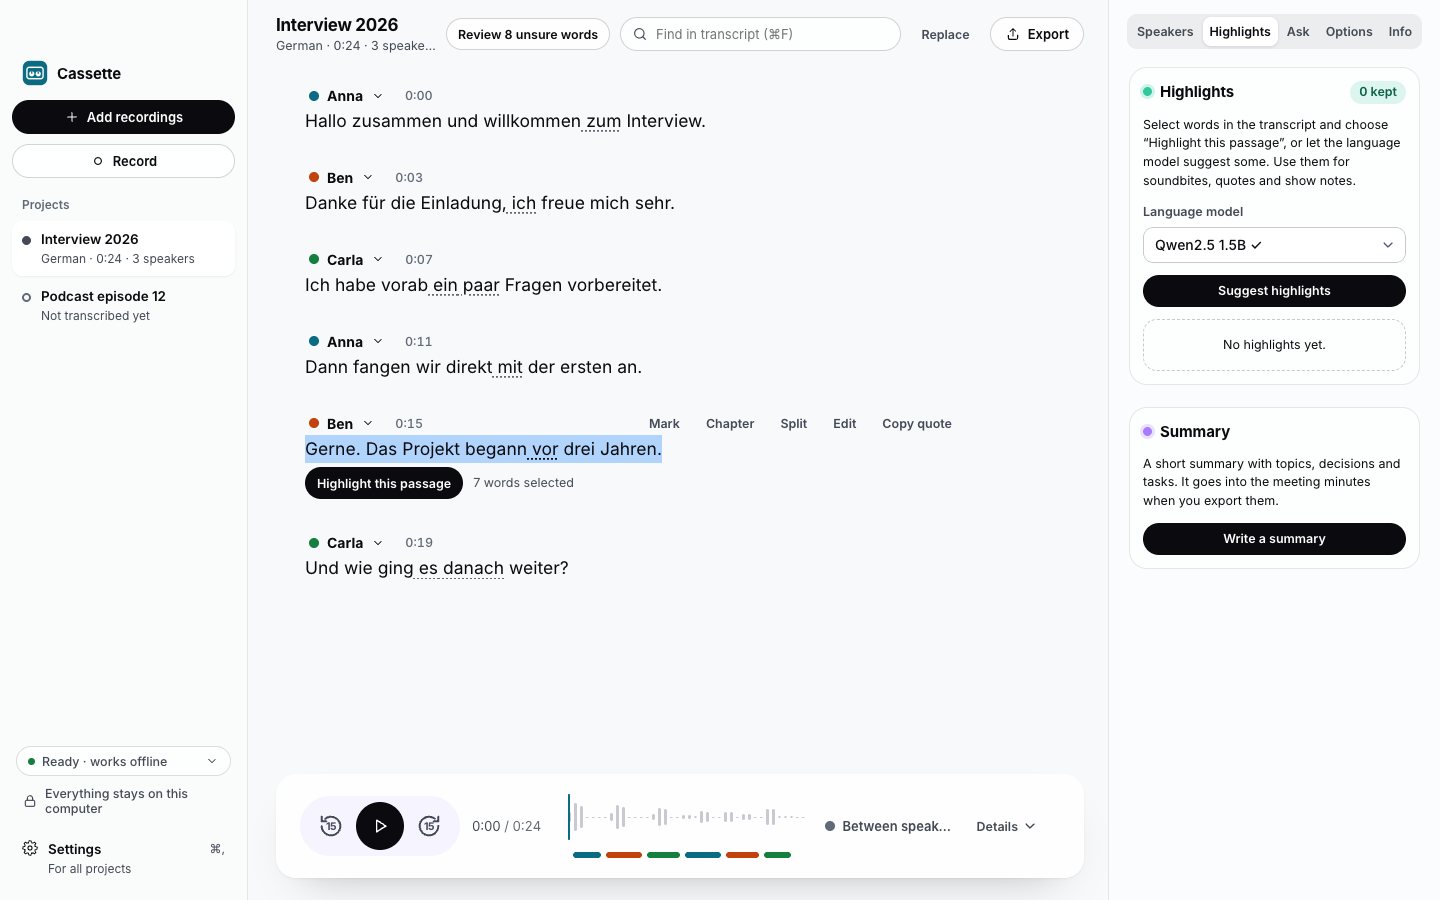 Cassette
Add recordings
Record
Projects
Interview 2026
German · 0:24 · 3 speakers
Podcast episode 12
Not transcribed yet
Ready · works offline
Everything stays on this
computer
Settings ⌘,
For all projects
Interview 2026
German · 0:24 · 3 speake...
Review 8 unsure words
Find in transcript (⌘F)
Replace
Export
Anna 0:00
Hallo zusammen und willkommen zum Interview.
Ben 0:03
Danke für die Einladung, ich freue mich sehr.
Carla 0:07
Ich habe vorab ein paar Fragen vorbereitet.
Anna 0:11
Dann fangen wir direkt mit der ersten an.
Ben 0:15 Mark Chapter Split Edit Copy quote
Gerne. Das Projekt begann vor drei Jahren.
Highlight this passage 7 words selected
Carla 0:19
Und wie ging es danach weiter?
15 15 0:00 / 0:24 Between speak... Details
Speakers Highlights Ask Options Info
Highlights 0 kept
Select words in the transcript and choose
“Highlight this passage”, or let the language
model suggest some. Use them for
soundbites, quotes and show notes.
Language model
Qwen2.5 1.5B ✓
Suggest highlights
No highlights yet.
Summary
A short summary with topics, decisions and
tasks. It goes into the meeting minutes
when you export them.
Write a summary